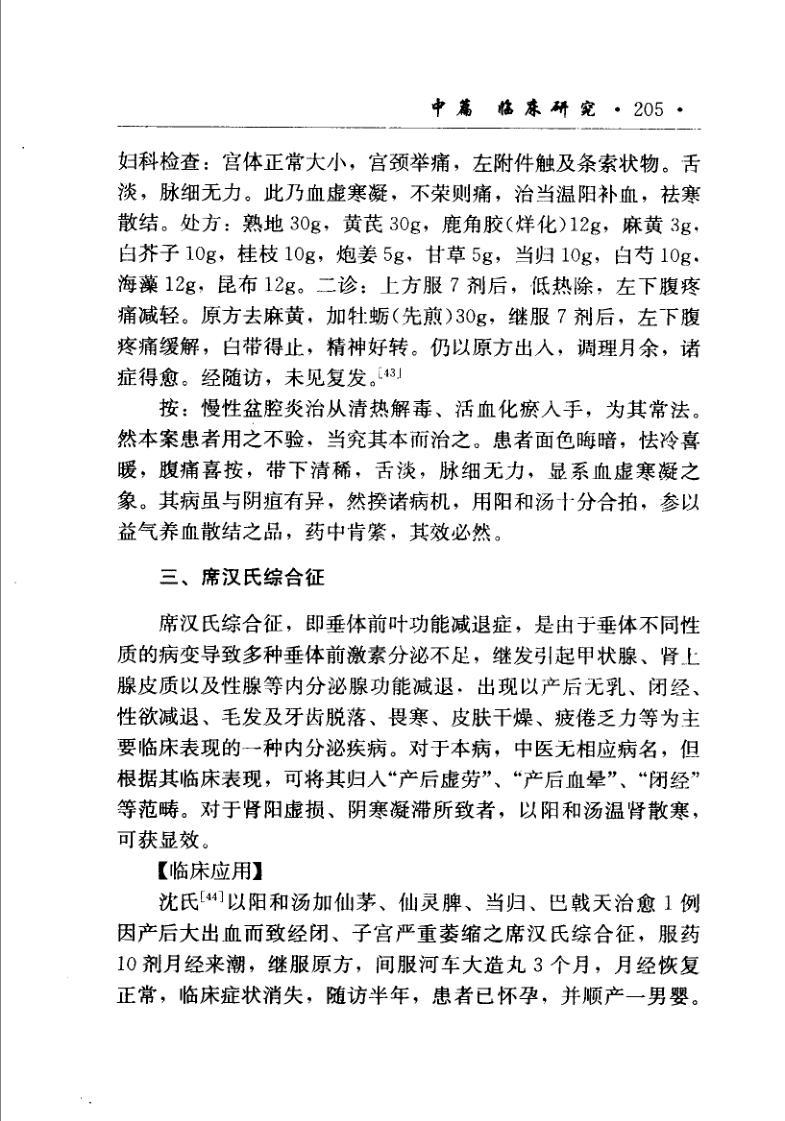 中篇 临床研究 · 205 ·
妇科检查：宫体正常大小，宫颈举痛，左附件触及条索状物。舌
淡，脉细无力。此乃血虚寒凝，不荣则痛，治当温阳补血，祛寒
散结。处方：熟地 30g，黄芪 30g，鹿角胶(烊化)12g，麻黄 3g，
白芥子 10g，桂枝 10g，炮姜 5g，甘草 5g，当归 10g，白芍 10g，
海藻 12g，昆布 12g。二诊：上方服 7 剂后，低热除，左下腹疼
痛减轻。原方去麻黄，加牡蛎(先煎)30g，继服 7 剂后，左下腹
疼痛缓解，白带得止，精神好转。仍以原方出入，调理月余，诸
症得愈。经随访，未见复发。[43]
按：慢性盆腔炎治从清热解毒、活血化瘀入手，为其常法。
然本案患者用之不验，当究其本而治之。患者面色晦暗，怯冷喜
暖，腹痛喜按，带下清稀，舌淡，脉细无力，显系血虚寒凝之
象。其病虽与阴疽有异，然揆诸病机，用阳和汤十分合拍，参以
益气养血散结之品，药中肯綮，其效必然。
三、席汉氏综合征
席汉氏综合征，即垂体前叶功能减退症，是由于垂体不同性
质的病变导致多种垂体前激素分泌不足，继发引起甲状腺、肾上
腺皮质以及性腺等内分泌腺功能减退，出现以产后无乳、闭经、
性欲减退、毛发及牙齿脱落、畏寒、皮肤干燥、疲倦乏力等为主
要临床表现的一种内分泌疾病。对于本病，中医无相应病名，但
根据其临床表现，可将其归入“产后虚劳”、“产后血晕”、“闭经”
等范畴。对于肾阳虚损、阴寒凝滞所致者，以阳和汤温肾散寒，
可获显效。
【临床应用】
沈氏[44]以阳和汤加仙茅、仙灵脾、当归、巴戟天治愈 1 例
因产后大出血而致经闭、子宫严重萎缩之席汉氏综合征，服药
10 剂月经来潮，继服原方，间服河车大造丸 3 个月，月经恢复
正常，临床症状消失，随访半年，患者已怀孕，并顺产一男婴。